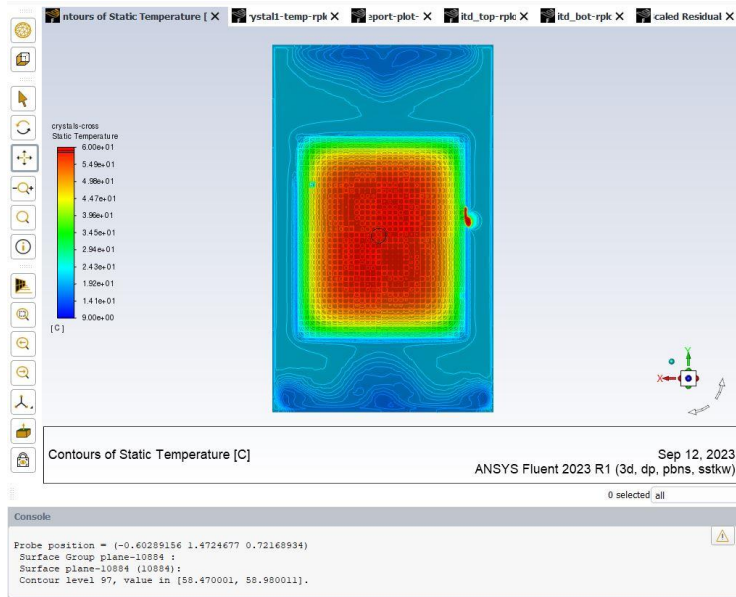 ntours of Static Temperature [ X
rystal1-temp-rpl X
eport-plot- X
itd_top-rplo X
itd_bot-rpl X
caled Residual X
crystals-cross
Static Temperature
6.00e+01
5.49e+01
4.98e+01
4.47e+01
3.96e+01
3.45e+01
2.94e+01
2.43e+01
1.92e+01
1.41e+01
9.00e+00
[ C ]
Y
X
Contours of Static Temperature [C]
Sep 12, 2023
ANSYS Fluent 2023 R1 (3d, dp, pbns, sstkw)
0 selected all
Console
Probe position = (-0.60289156 1.4724677 0.72168934)
Surface Group plane-10884 :
Surface plane-10884 (10884):
Contour level 97, value in [58.470001, 58.980011].